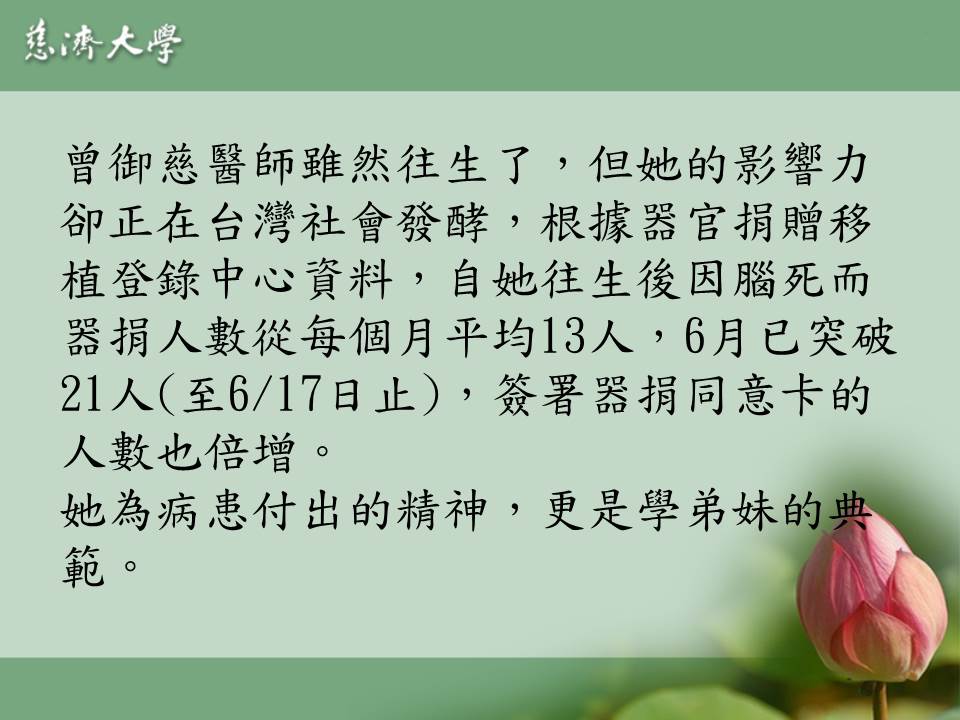 慈濟大學
曾御慈醫師雖然往生了，但她的影響力
卻正在台灣社會發酵，根據器官捐贈移
植登錄中心資料，自她往生後因腦死而
器捐人數從每個月平均13人，6月已突破
21人(至6/17日止)，簽署器捐同意卡的
人數也倍增。
她為病患付出的精神，更是學弟妹的典
範。